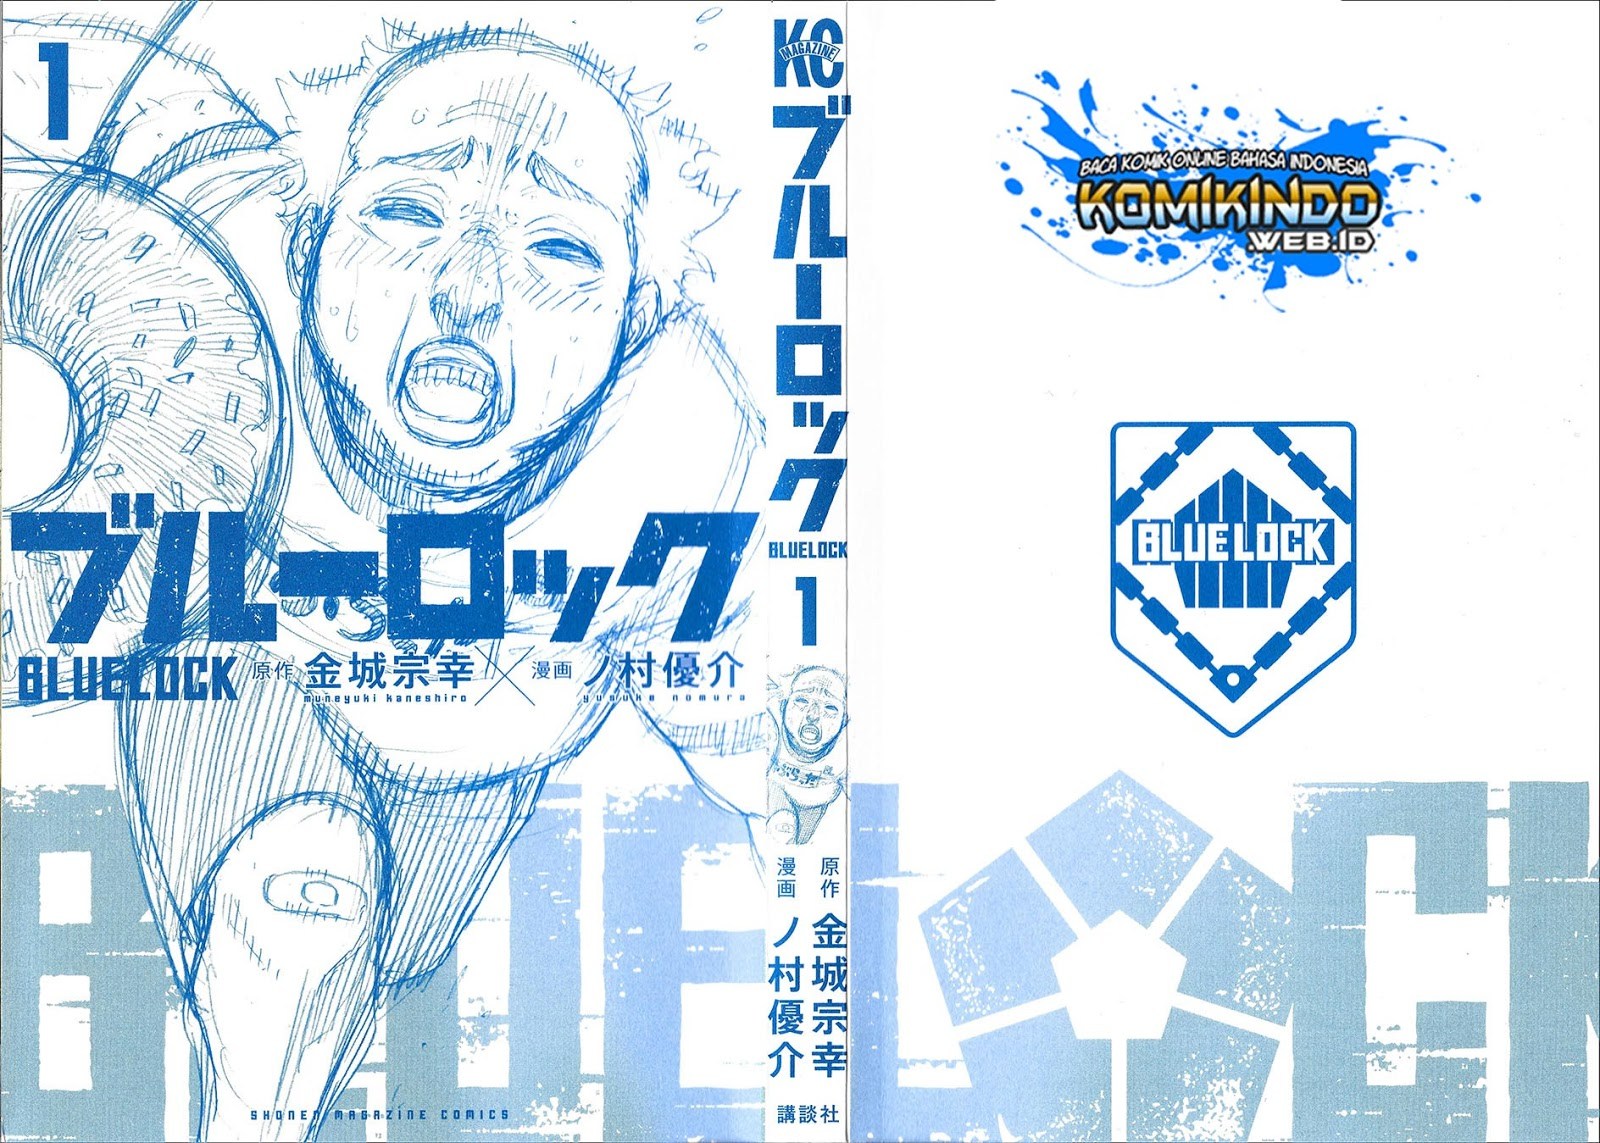 1
ブルーロック
BLUELOCK
原作 金城宗幸 × 漫画 ノ村優介
muneyuki kaneshiro
yusuke nomura
BLUELOCK
SHONEN MAGAZINE COMICS
KC
MAGAZINE
ブルーロック
BLUELOCK
1
原作 金城宗幸
漫画 ノ村優介
講談社
BACA KOMIK ONLINE BAHASA INDONESIA
KOMIKINDO
.WEB.ID
BLUELOCK